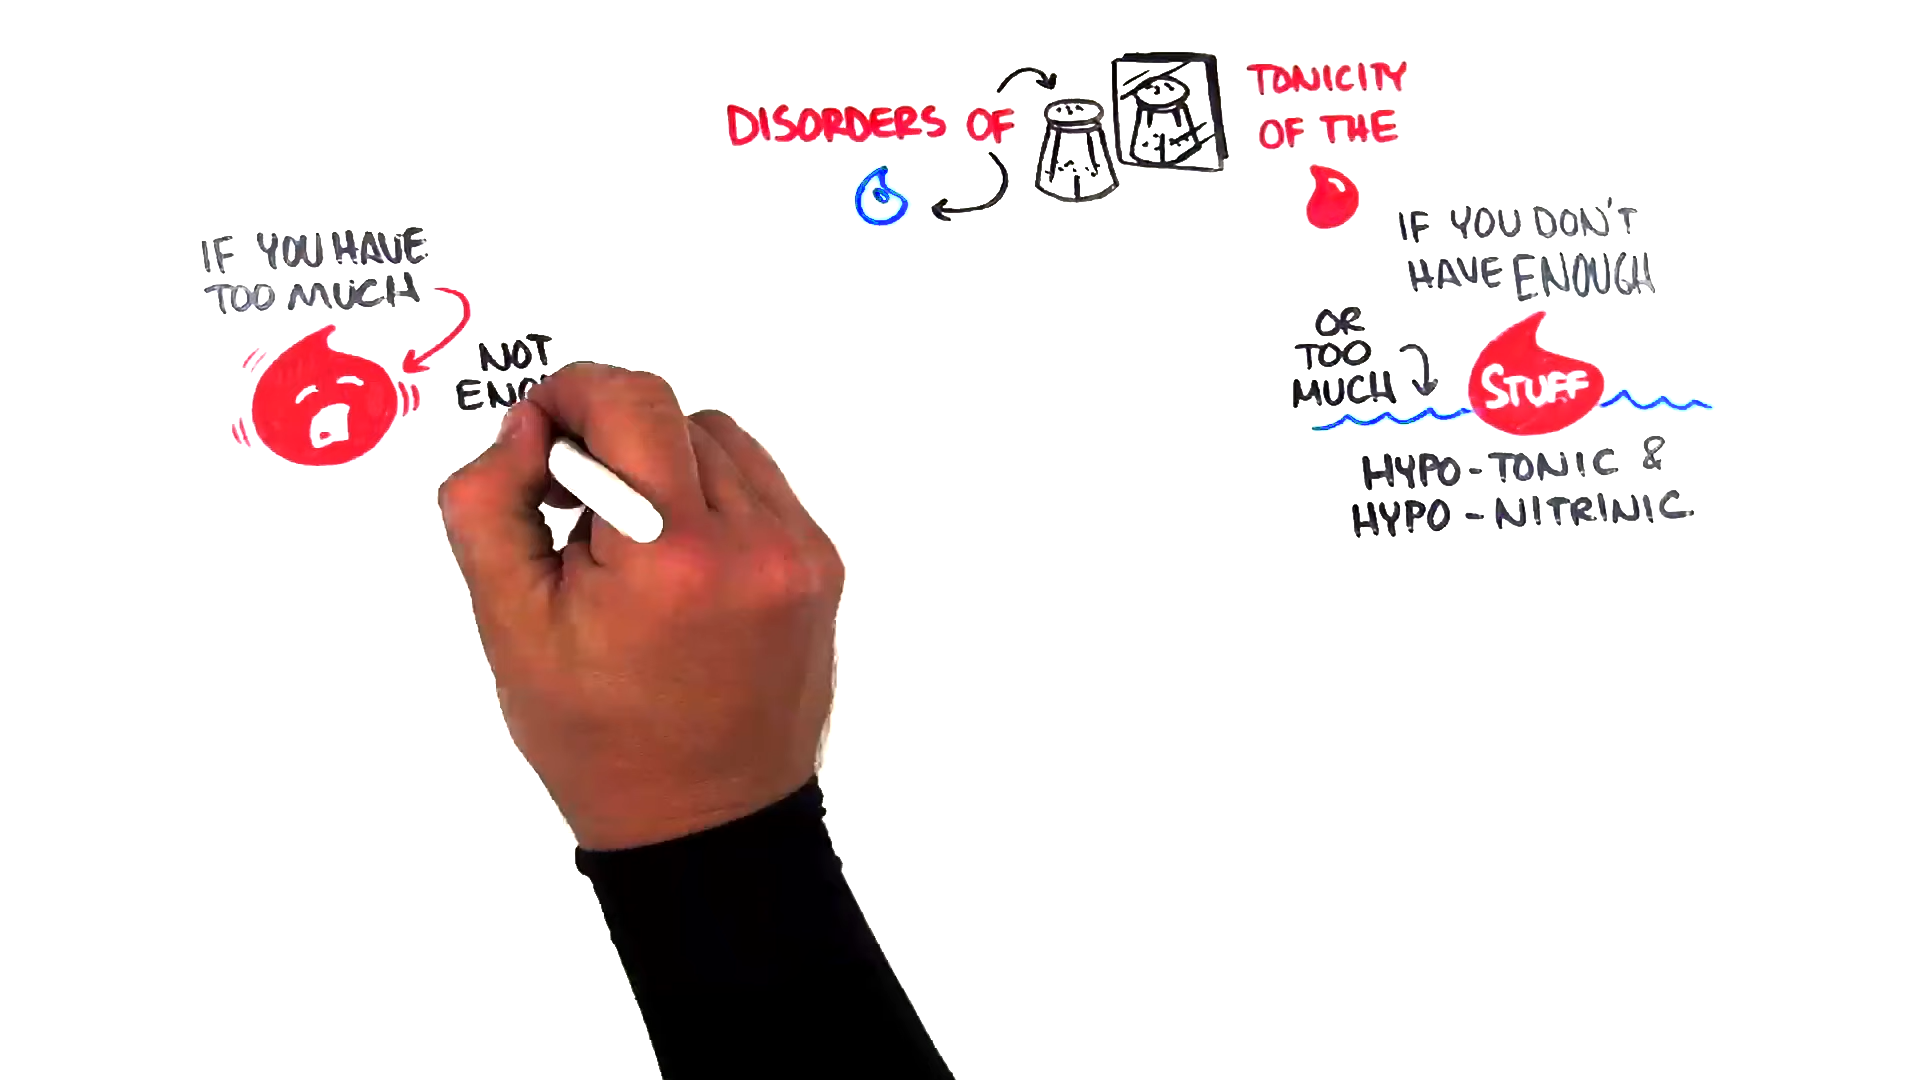 DISORDERS OF
TONICITY
OF THE
IF YOU HAVE
TOO MUCH
NOT
IF YOU DON'T
HAVE ENOUGH
OR
TOO
MUCH
STUFF
HYPO-TONIC &
HYPO-NITRINIC.